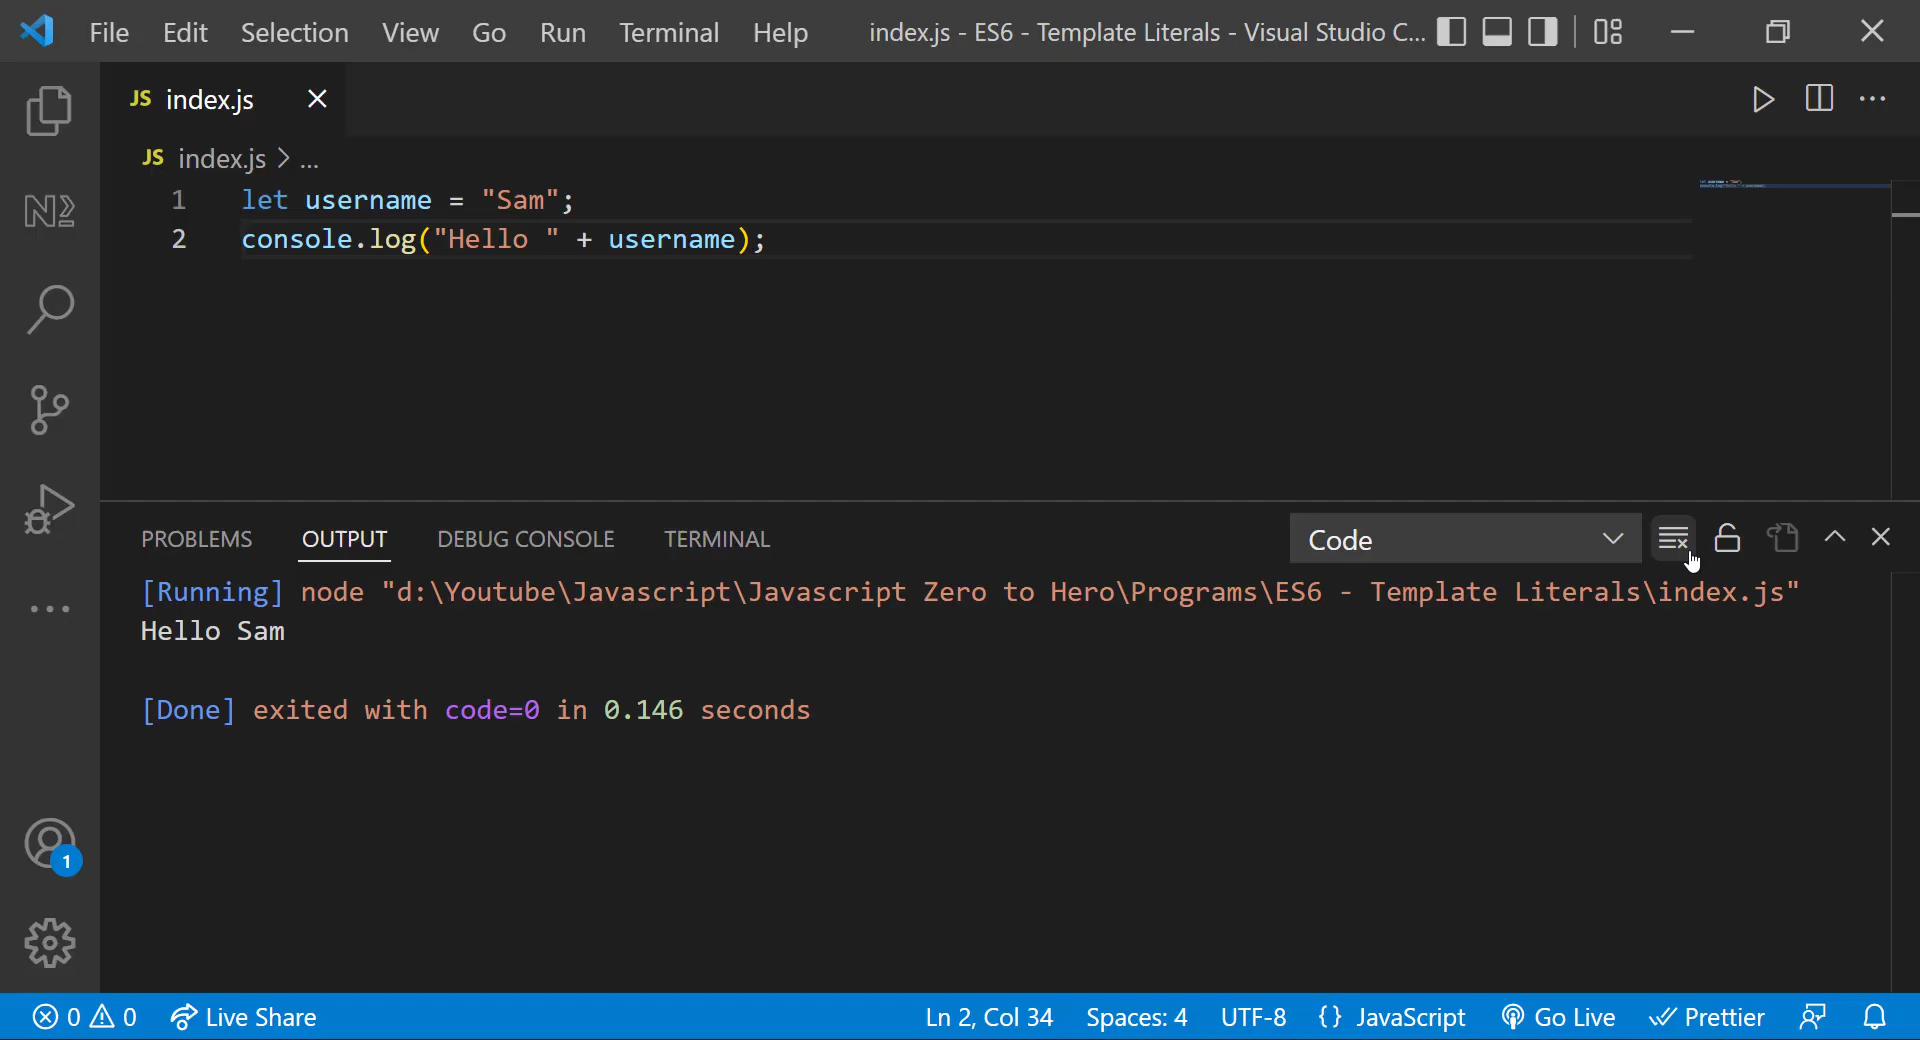 File Edit Selection View Go Run Terminal Help index.js - ES6 - Template Literals - Visual Studio C...
JS index.js
JS index.js > ...
1 let username = "Sam";
2 console.log("Hello " + username);
PROBLEMS OUTPUT DEBUG CONSOLE TERMINAL Code
[Running] node "d:\Youtube\Javascript\Javascript Zero to Hero\Programs\ES6 - Template Literals\index.js"
Hello Sam
[Done] exited with code=0 in 0.146 seconds
1
0 0 Live Share Ln 2, Col 34 Spaces: 4 UTF-8 {} JavaScript Go Live Prettier